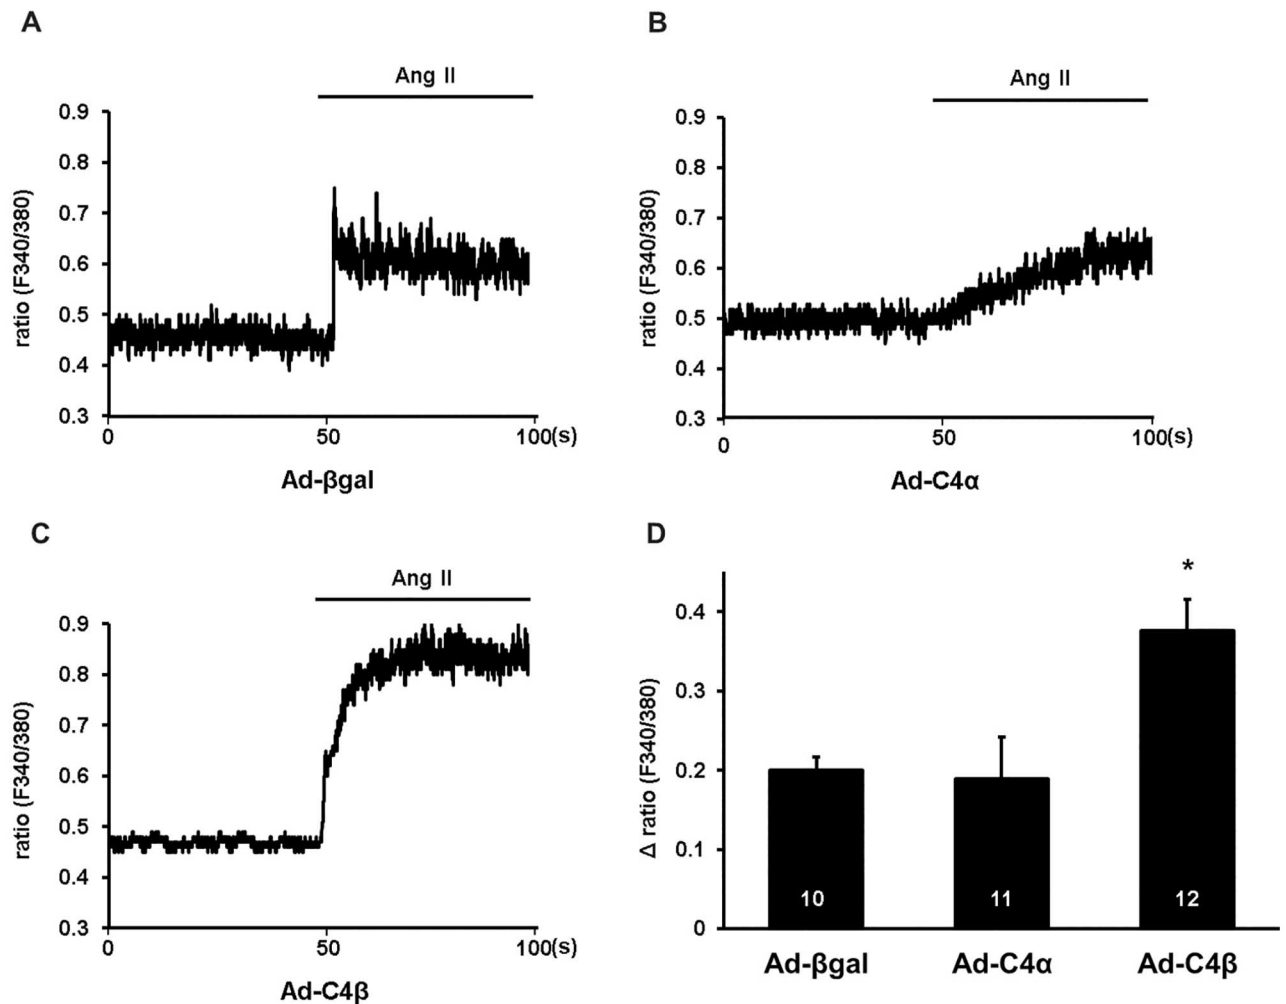 A
Ang II
0.9
0.8
0.7
0.6
0.5
0.4
0.3
ratio (F340/380)
0 50 100(s)
Ad-βgal
B
Ang II
0.9
0.8
0.7
0.6
0.5
0.4
0.3
ratio (F340/380)
0 50 100(s)
Ad-C4α
C
Ang II
0.9
0.8
0.7
0.6
0.5
0.4
0.3
ratio (F340/380)
0 50 100(s)
Ad-C4β
D
*
0.4
0.3
0.2
0.1
0
Δ ratio (F340/380)
10 11 12
Ad-βgal Ad-C4α Ad-C4β